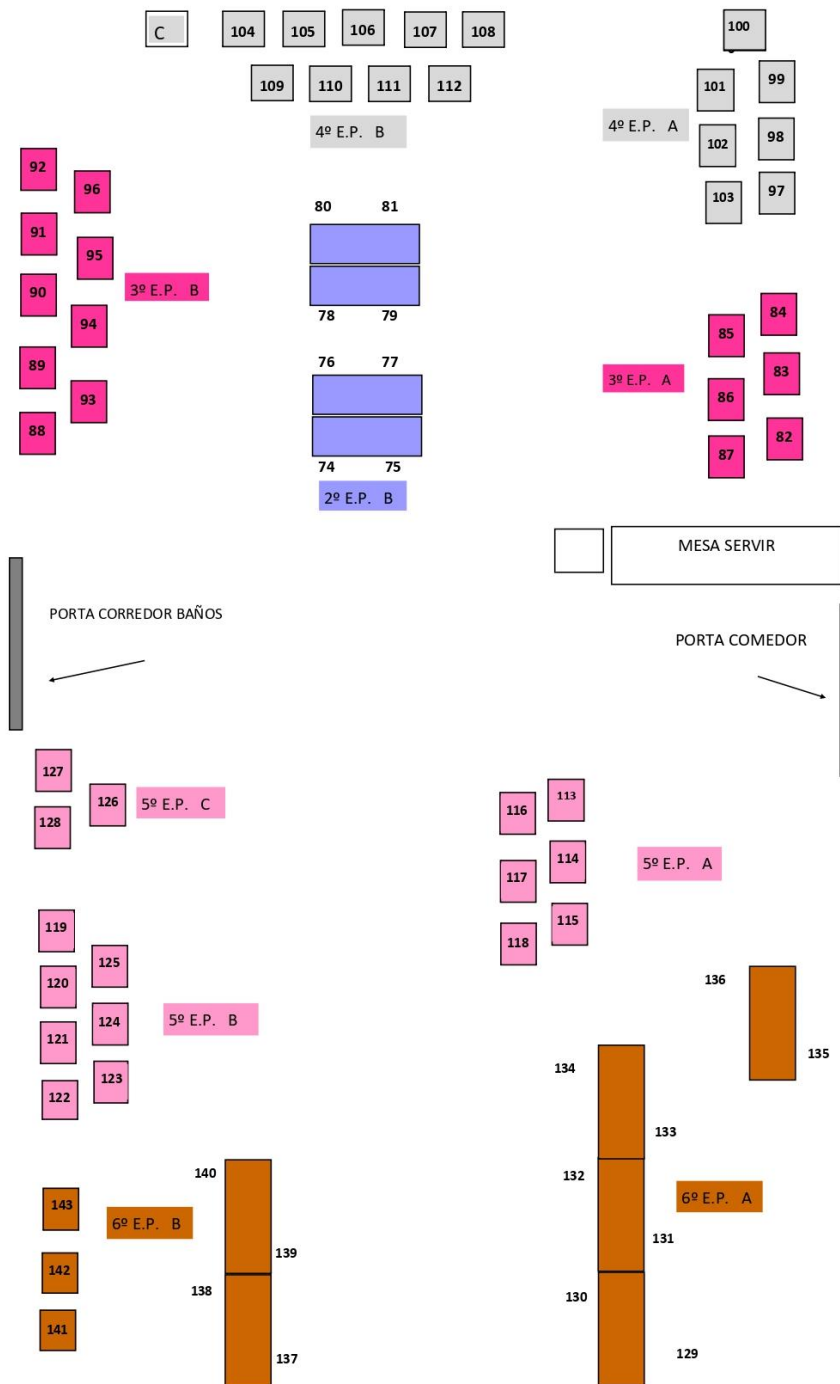 C 104 105 106 107 108 100
109 110 111 112 101 99
4º E.P. B 4º E.P. A 102 98
92 96 103 97
80 81
91 95
90 3º E.P. B
78 79
94 85 84
89 76 77 3º E.P. A 86 83
93
88 87 82
74 75
2º E.P. B
MESA SERVIR
PORTA CORREDOR BAÑOS
PORTA COMEDOR
127
126 5º E.P. C 116 113
128
117 114 5º E.P. A
119 118 115
125
120 136
124 5º E.P. B
121
123 134 135
122
133
140 132
143 6º E.P. B 6º E.P. A
139 131
142 138 130
141
137 129